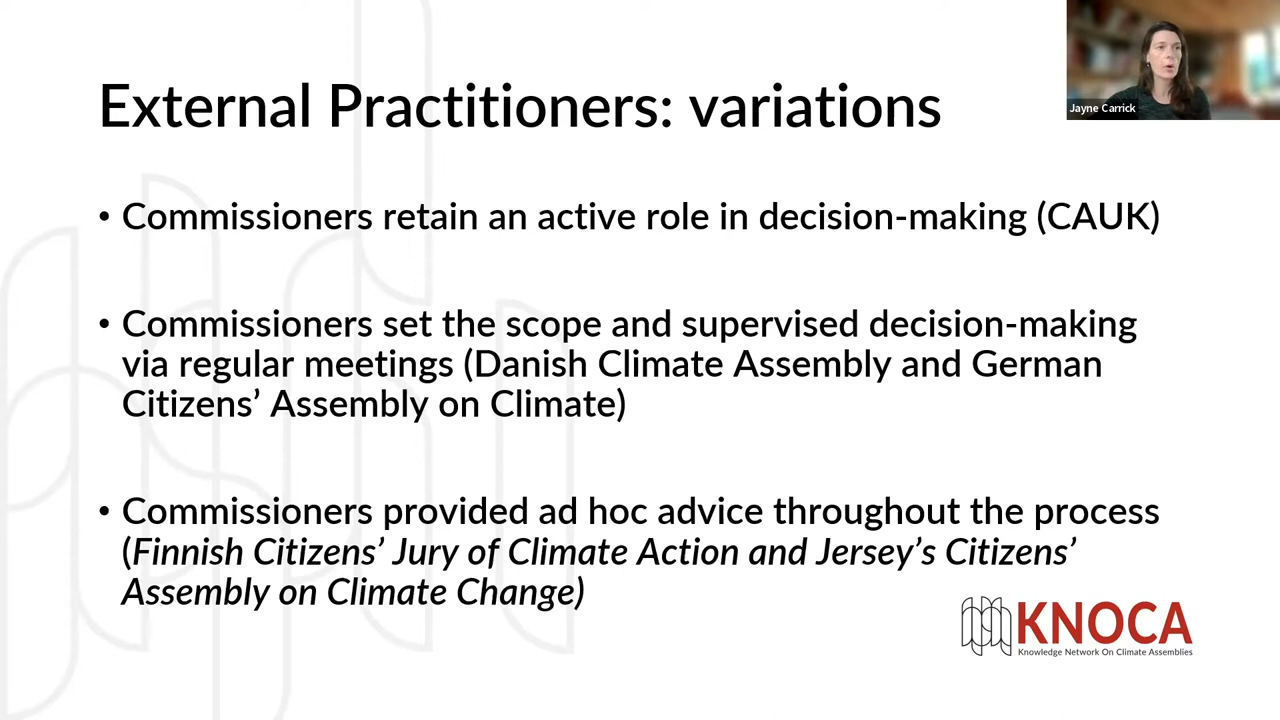 External Practitioners: variations
Jayne Carrick
• Commissioners retain an active role in decision-making (CAUK)
• Commissioners set the scope and supervised decision-making
via regular meetings (Danish Climate Assembly and German
Citizens’ Assembly on Climate)
• Commissioners provided ad hoc advice throughout the process
(Finnish Citizens’ Jury of Climate Action and Jersey’s Citizens’
Assembly on Climate Change)
KNOCA
Knowledge Network On Climate Assemblies